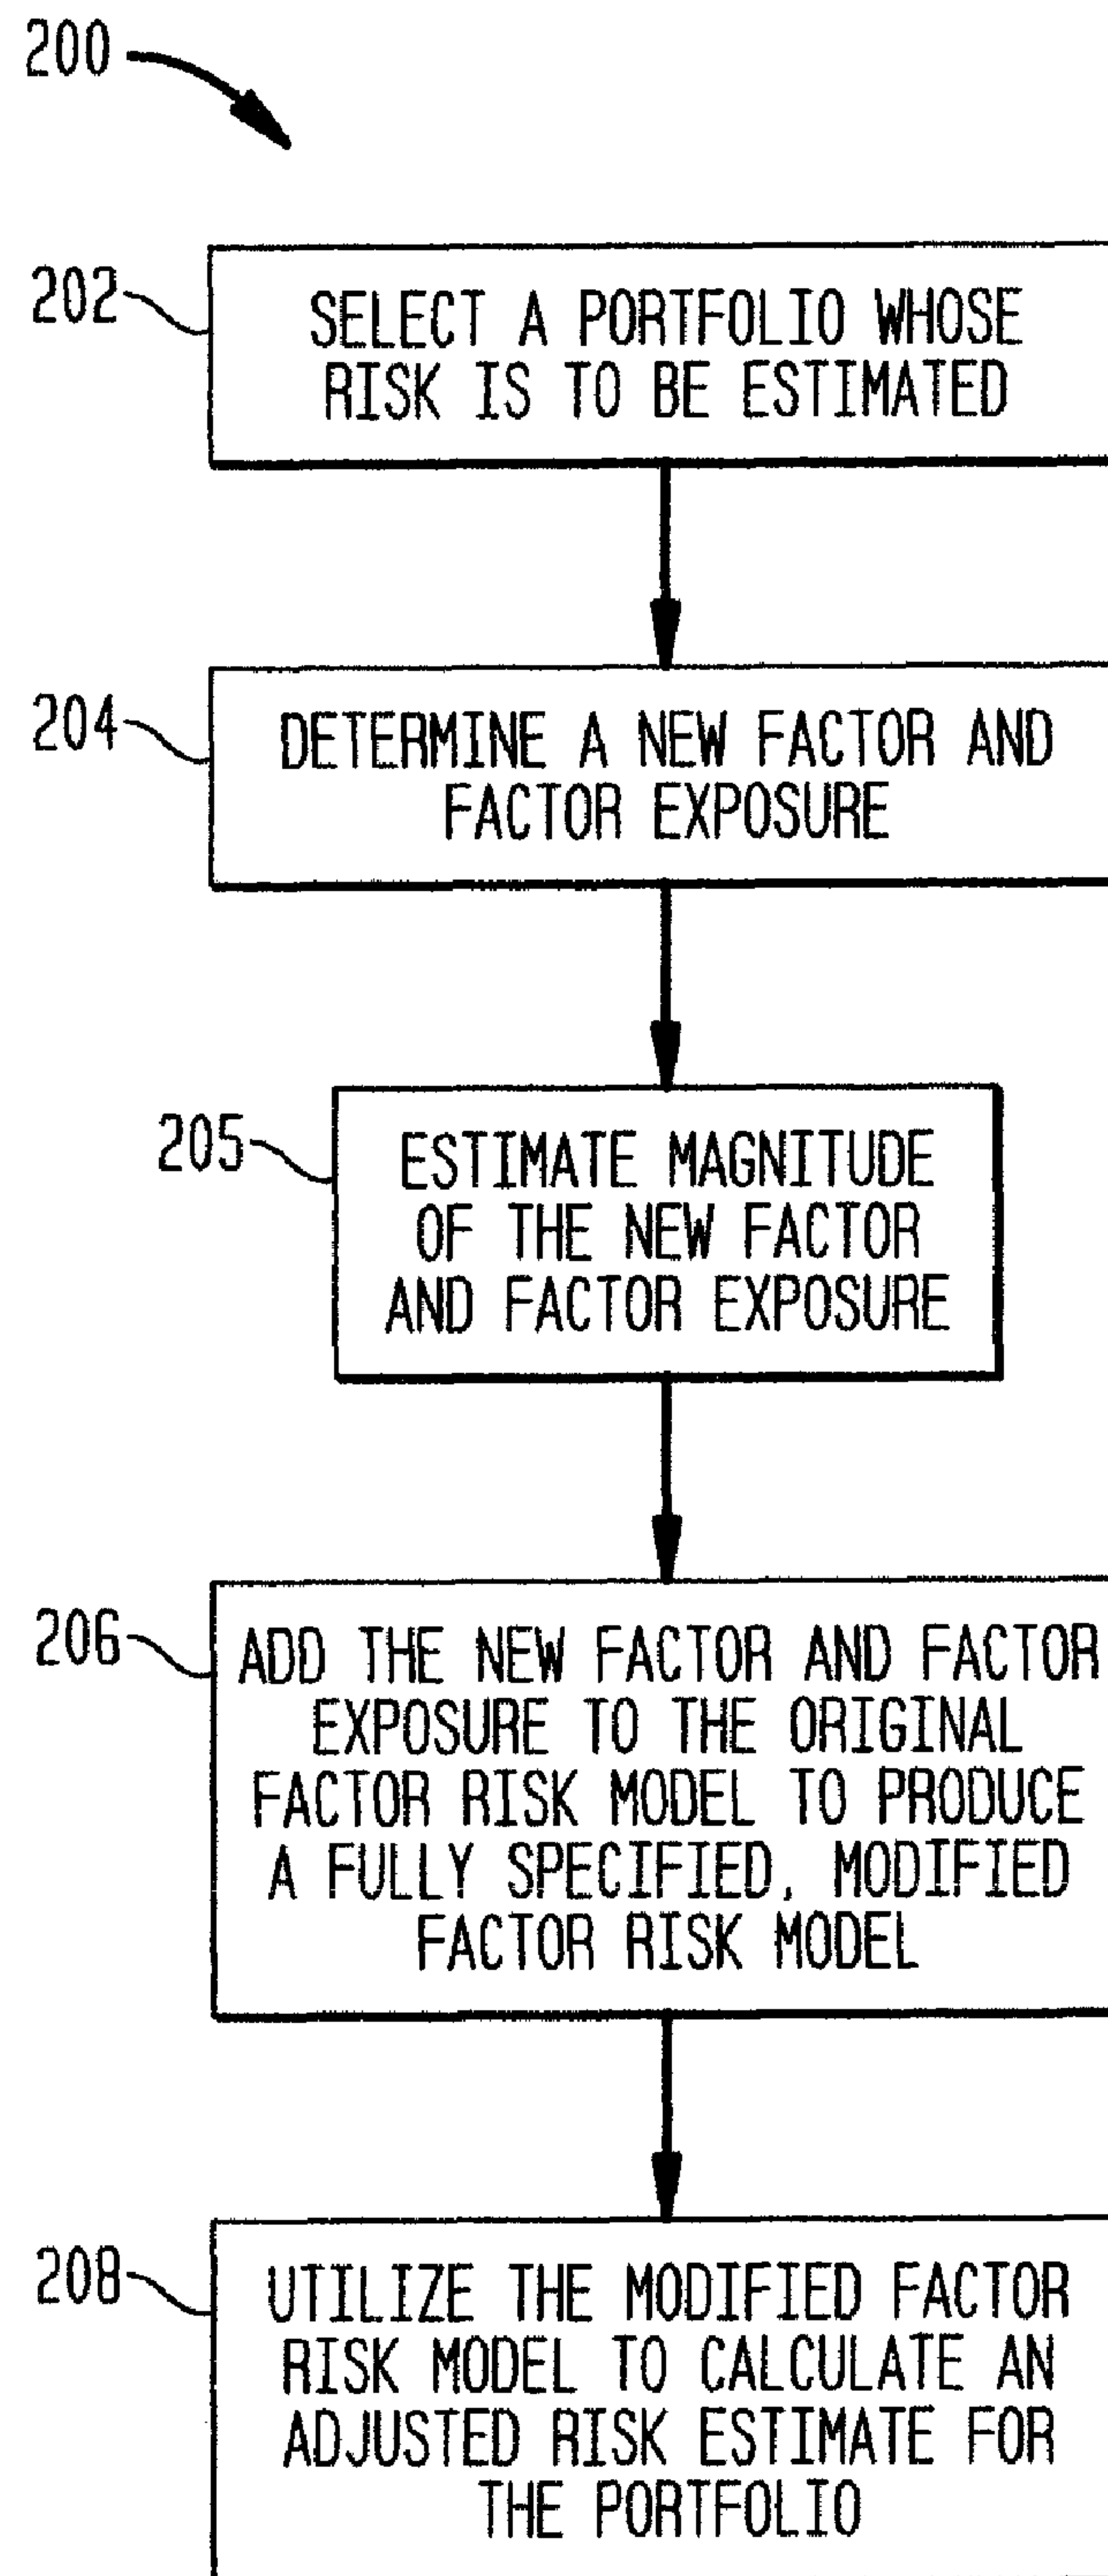 200
202
SELECT A PORTFOLIO WHOSE
RISK IS TO BE ESTIMATED
204
DETERMINE A NEW FACTOR AND
FACTOR EXPOSURE
205
ESTIMATE MAGNITUDE
OF THE NEW FACTOR
AND FACTOR EXPOSURE
206
ADD THE NEW FACTOR AND FACTOR
EXPOSURE TO THE ORIGINAL
FACTOR RISK MODEL TO PRODUCE
A FULLY SPECIFIED, MODIFIED
FACTOR RISK MODEL
208
UTILIZE THE MODIFIED FACTOR
RISK MODEL TO CALCULATE AN
ADJUSTED RISK ESTIMATE FOR
THE PORTFOLIO